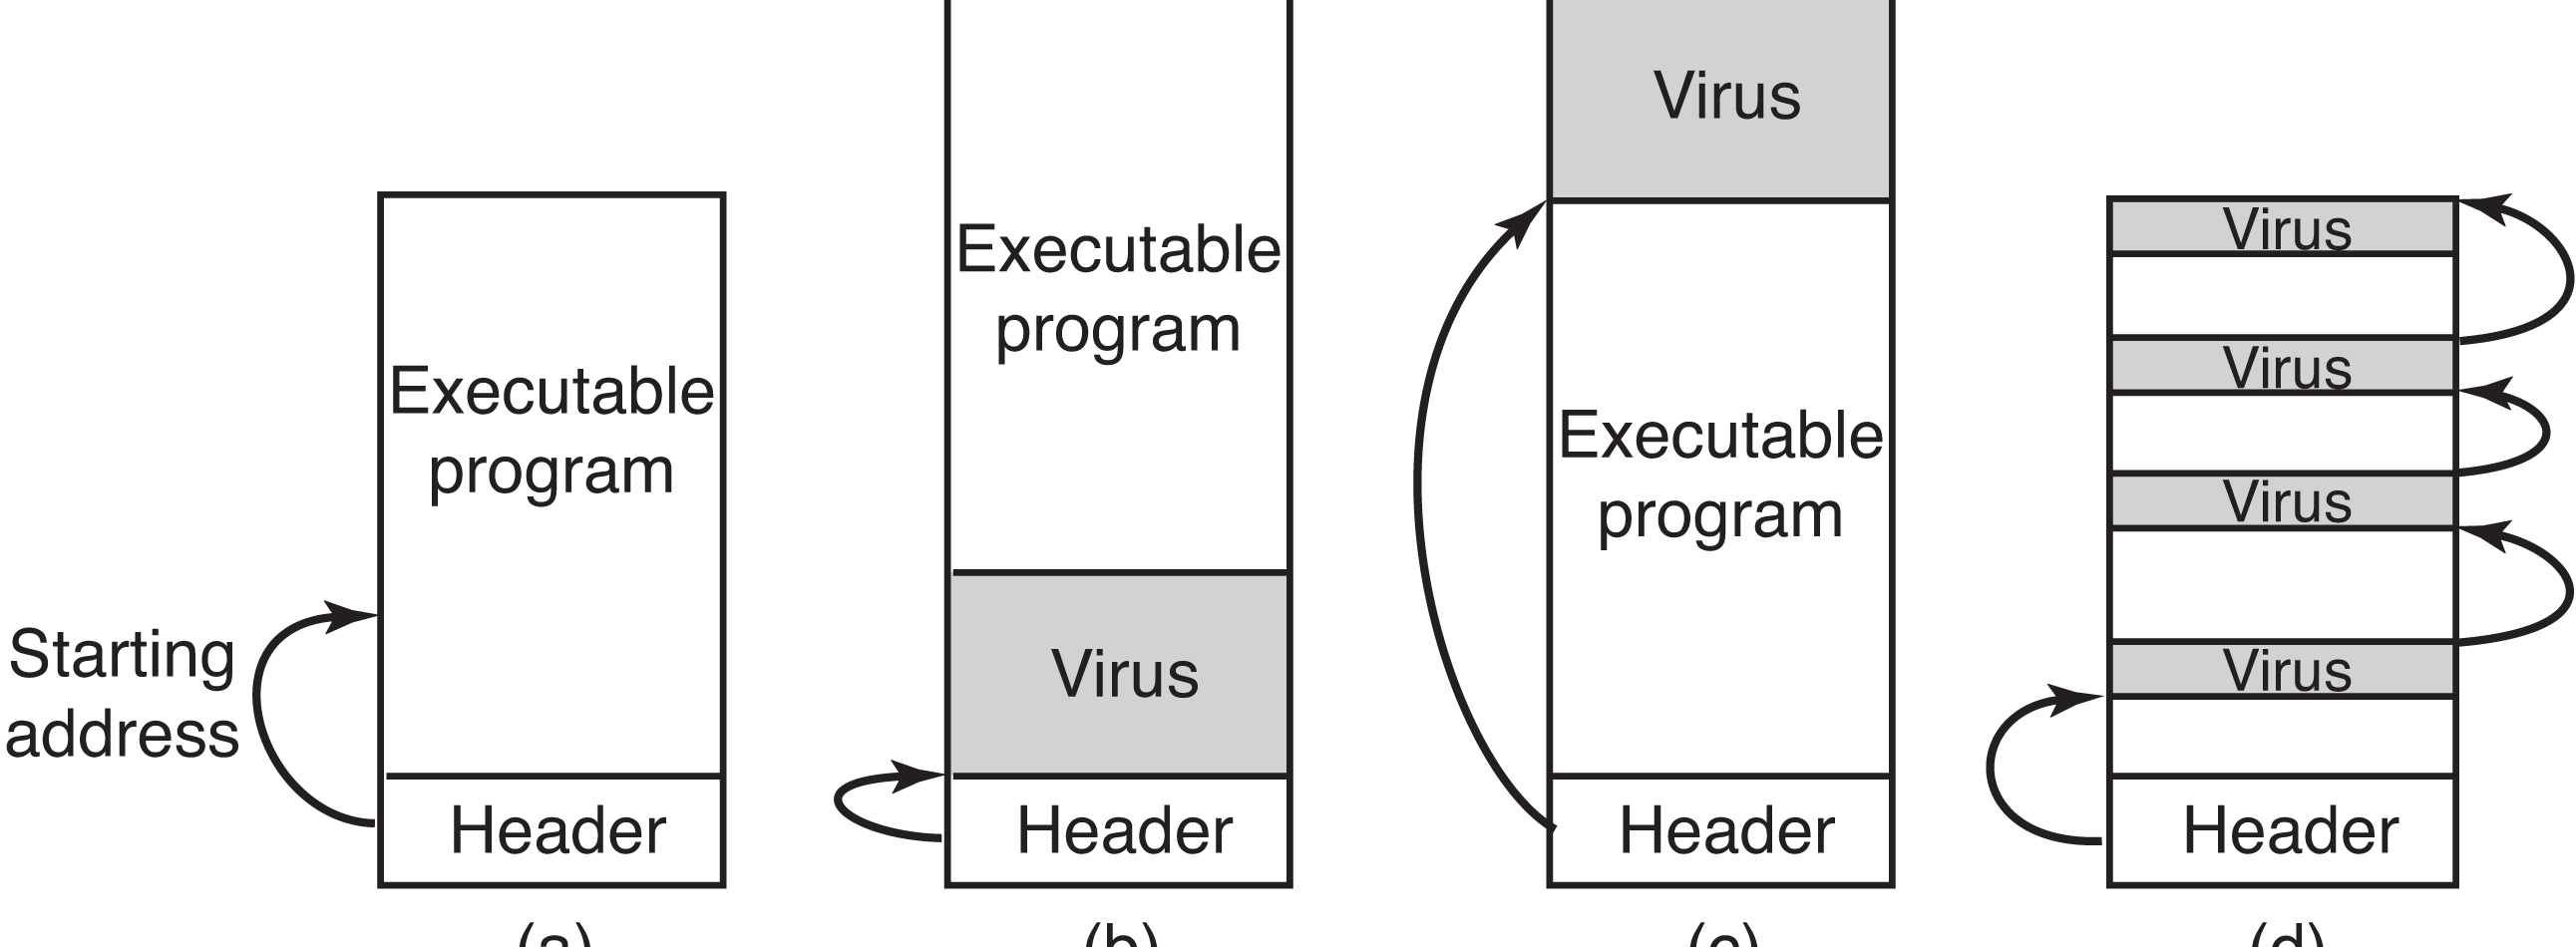 Executable
program
Starting
address
Header
(a)
Executable
program
Virus
Header
(b)
Virus
Executable
program
Header
(c)
Virus
Virus
Virus
Virus
Header
(d)